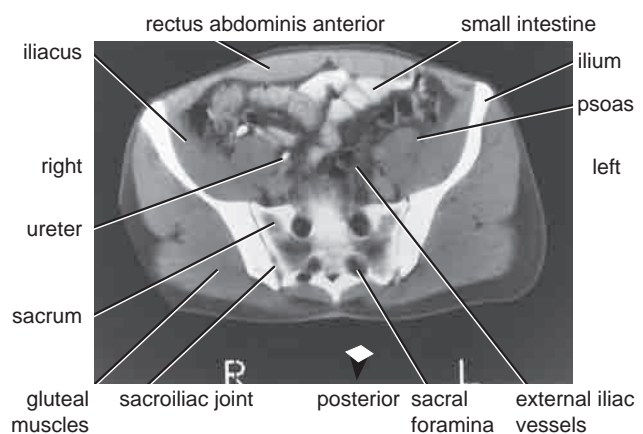 rectus abdominis anterior
small intestine
iliacus
ilium
psoas
right
left
ureter
sacrum
R
L
gluteal
muscles
sacroiliac joint
posterior
sacral
foramina
external iliac
vessels